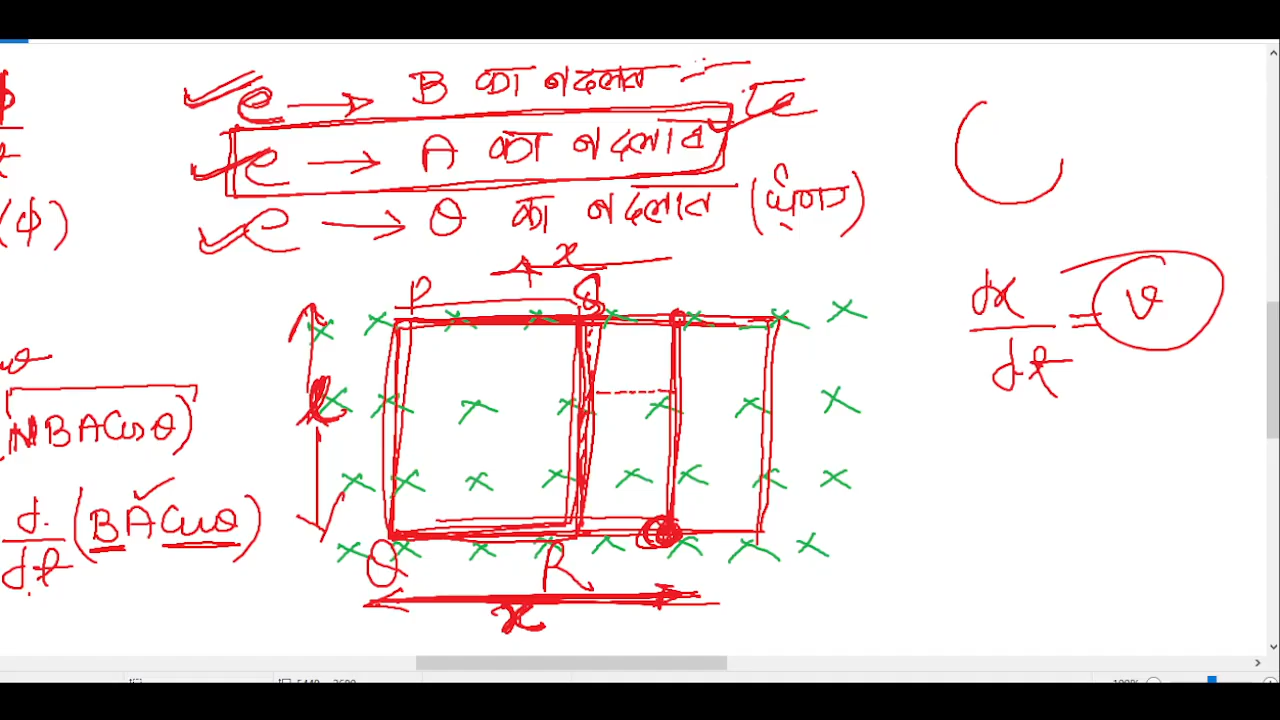 e → B का बदलाव
e → A का बदलाव
e → θ का बदलाव (घूर्णन)
(ϕ)
x
P S
dx/dt = v
l
NBACosθ)
d/dt (BACosθ)
Q R
x